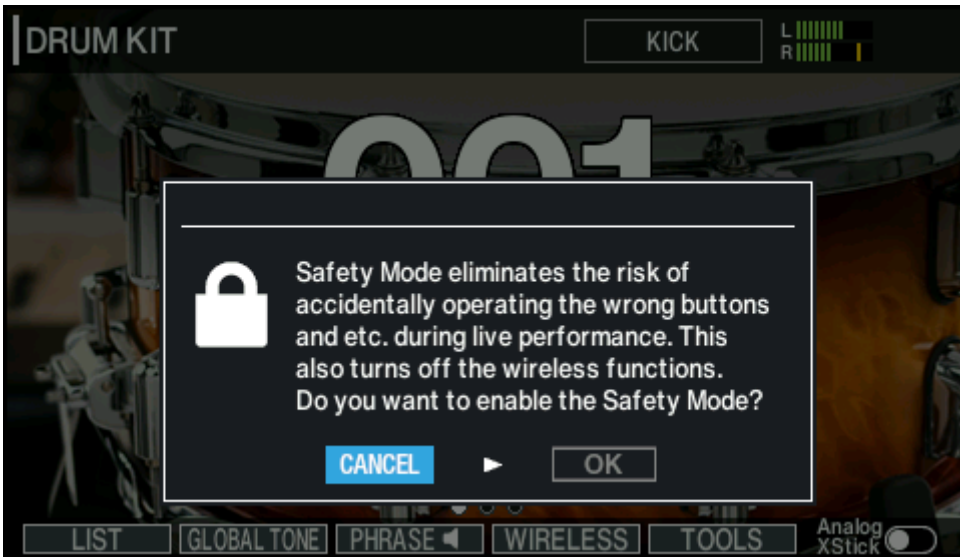 DRUM KIT
KICK
L
R
001
Safety Mode eliminates the risk of
accidentally operating the wrong buttons
and etc. during live performance. This
also turns off the wireless functions.
Do you want to enable the Safety Mode?
CANCEL
OK
LIST
GLOBAL TONE
PHRASE
WIRELESS
TOOLS
Analog
XStick